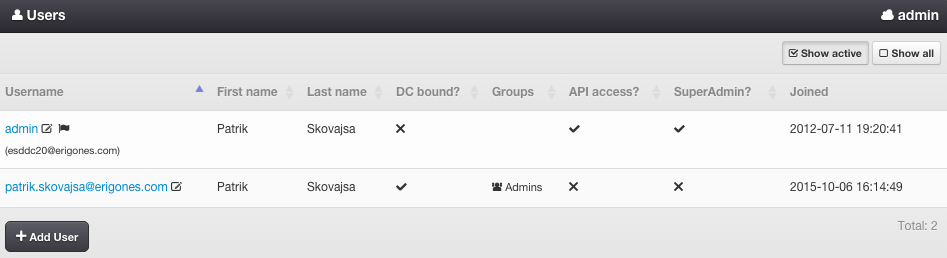 Users
admin
Show active
Show all
Username First name Last name DC bound? Groups API access? SuperAdmin? Joined
admin Patrik Skovajsa 2012-07-11 19:20:41
(esddc20@erigones.com)
patrik.skovajsa@erigones.com Patrik Skovajsa Admins 2015-10-06 16:14:49
Add User
Total: 2